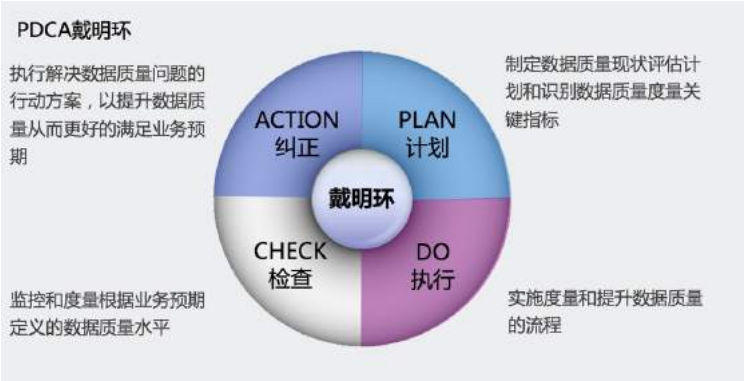 PDCA戴明环
执行解决数据质量问题的
行动方案，以提升数据质
量从而更好的满足业务预
期
制定数据质量现状评估计
划和识别数据质量度量关
键指标
ACTION
纠正
PLAN
计划
戴明环
CHECK
检查
DO
执行
监控和度量根据业务预期
定义的数据质量水平
实施度量和提升数据质量
的流程